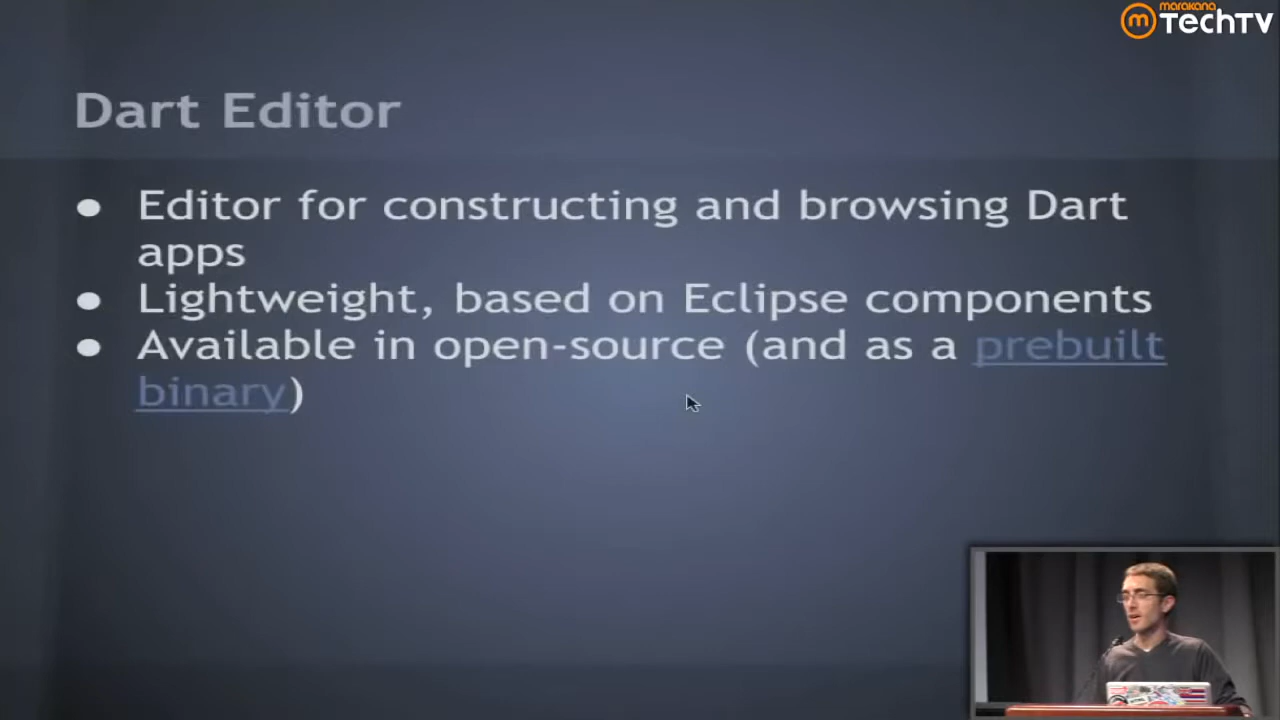 marakana
TechTV
Dart Editor
● Editor for constructing and browsing Dart
apps
● Lightweight, based on Eclipse components
● Available in open-source (and as a prebuilt
binary)